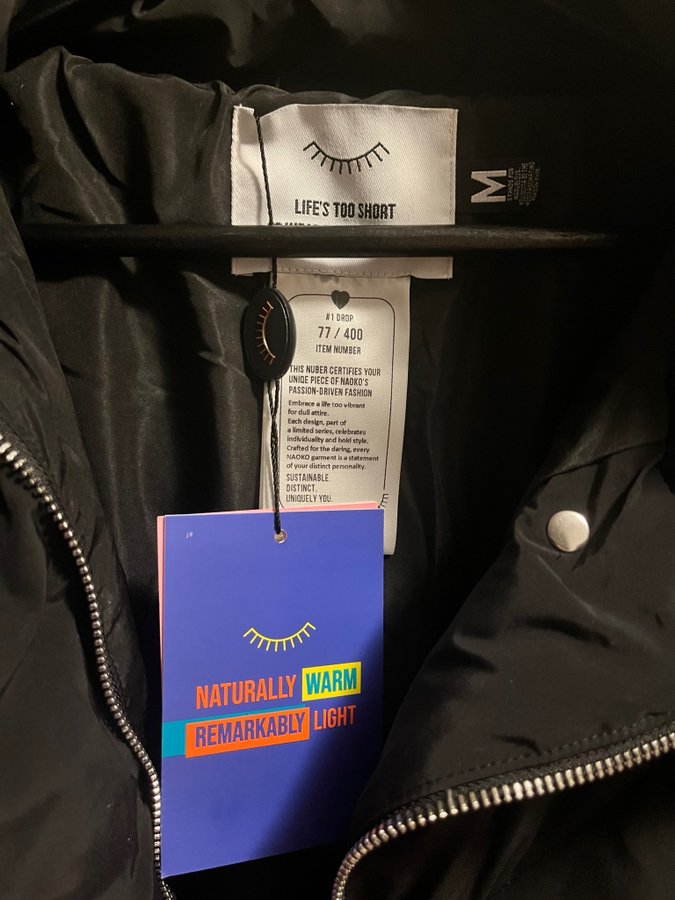 LIFE'S TOO SHORT
M
#1 DROP
77 / 400
ITEM NUMBER
THIS NUBER CERTIFIES YOUR
UNIQE PIECE OF NAOKO'S
PASSION-DRIVEN FASHION
Embrace a life too vibrant
for dull attire.
Each design, part of
a limited series, celebrates
individuality and bold style.
Crafted for the daring, every
NAOKO garment is a statement
of your distinct personality.
SUSTAINABLE.
DISTINCT.
UNIQUELY YOU.
NATURALLY WARM
REMARKABLY LIGHT